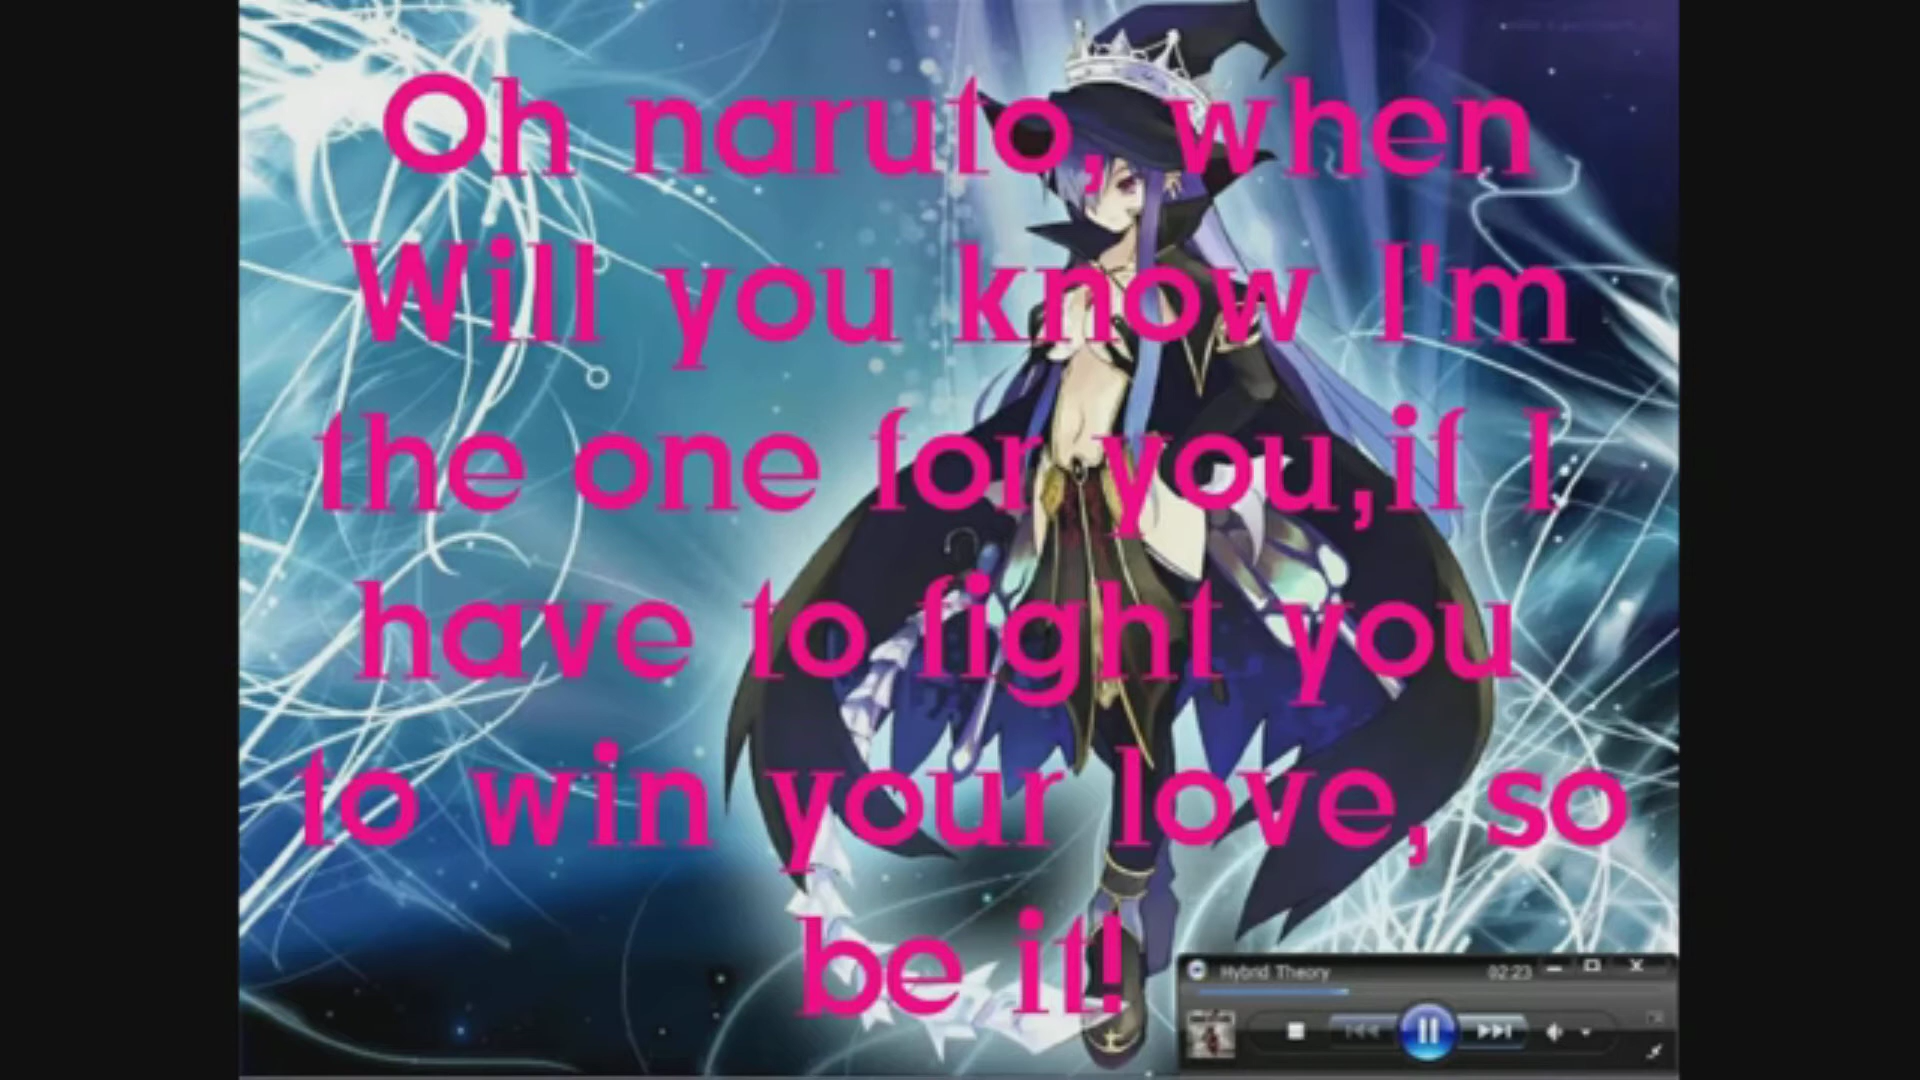 Oh naruto, when
Will you know I'm
the one for you,if I
have to fight you
to win your love, so
be it!
Hybrid Theory 02:23